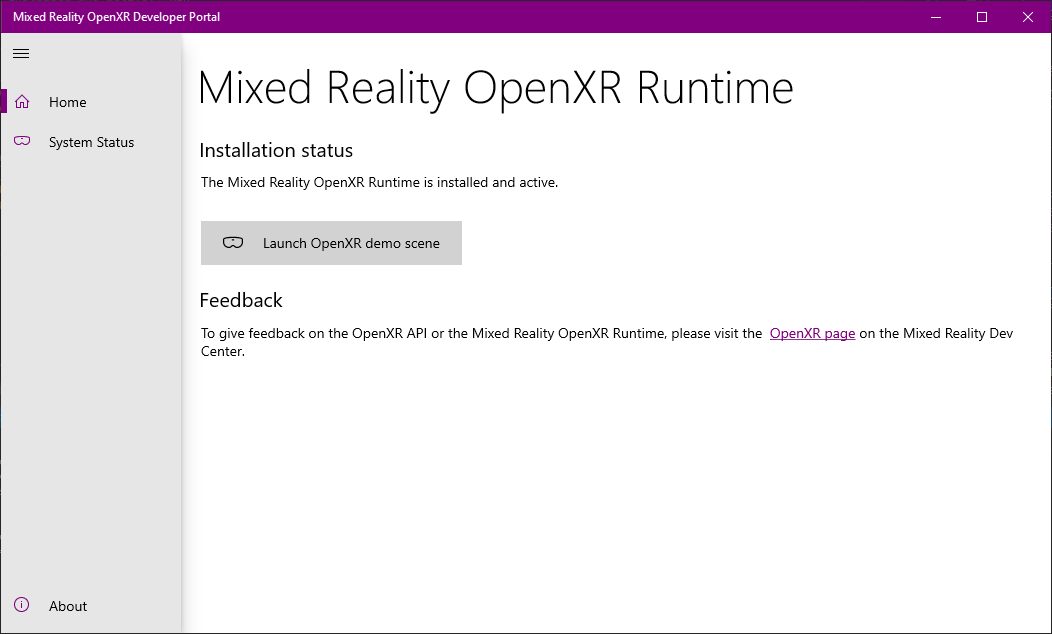 Mixed Reality OpenXR Developer Portal
Home
System Status
Mixed Reality OpenXR Runtime
Installation status
The Mixed Reality OpenXR Runtime is installed and active.
Launch OpenXR demo scene
Feedback
To give feedback on the OpenXR API or the Mixed Reality OpenXR Runtime, please visit the OpenXR page on the Mixed Reality Dev
Center.
About